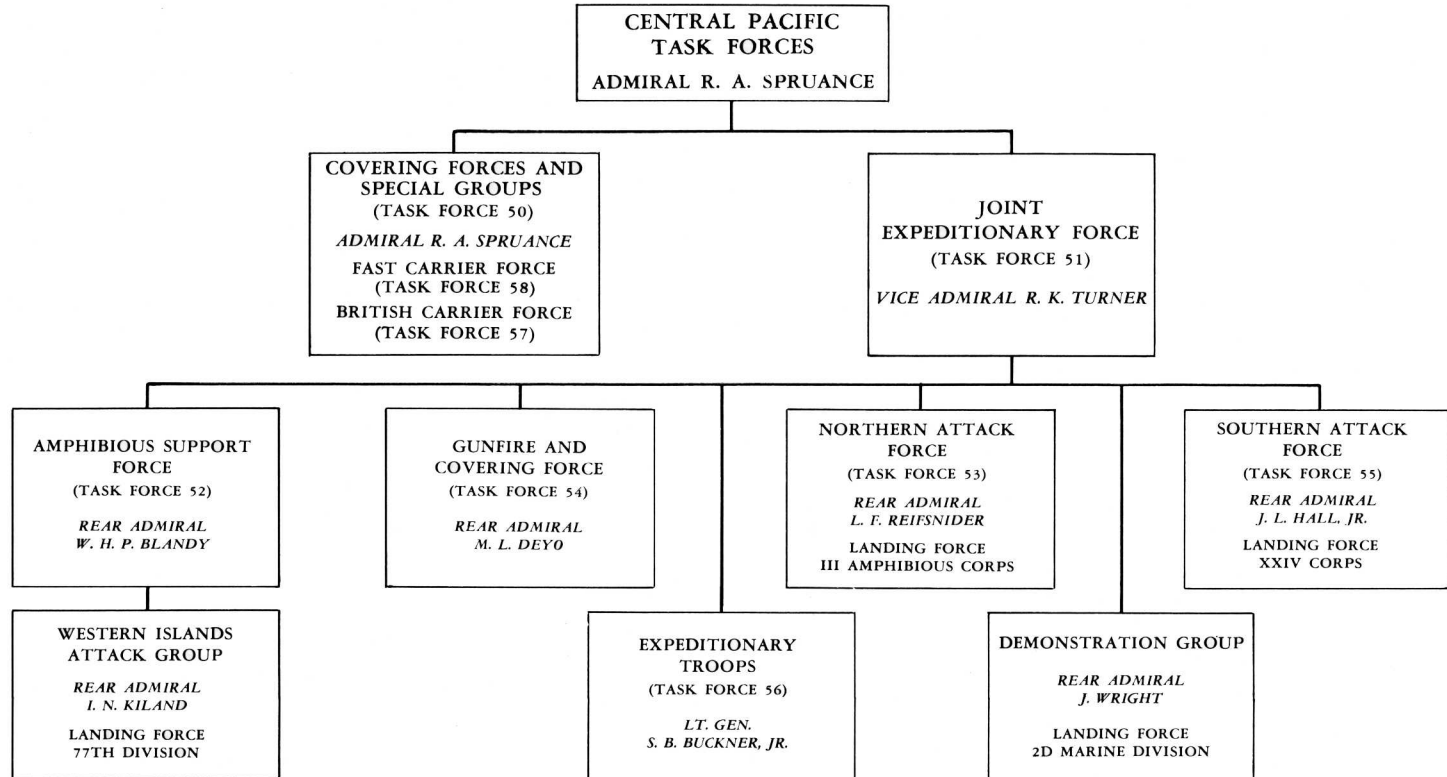 CENTRAL PACIFIC
TASK FORCES
ADMIRAL R. A. SPRUANCE
COVERING FORCES AND
SPECIAL GROUPS
(TASK FORCE 50)
ADMIRAL R. A. SPRUANCE
FAST CARRIER FORCE
(TASK FORCE 58)
BRITISH CARRIER FORCE
(TASK FORCE 57)
JOINT
EXPEDITIONARY FORCE
(TASK FORCE 51)
VICE ADMIRAL R. K. TURNER
AMPHIBIOUS SUPPORT
FORCE
(TASK FORCE 52)
REAR ADMIRAL
W. H. P. BLANDY
GUNFIRE AND
COVERING FORCE
(TASK FORCE 54)
REAR ADMIRAL
M. L. DEYO
NORTHERN ATTACK
FORCE
(TASK FORCE 53)
REAR ADMIRAL
L. F. REIFSNIDER
LANDING FORCE
III AMPHIBIOUS CORPS
SOUTHERN ATTACK
FORCE
(TASK FORCE 55)
REAR ADMIRAL
J. L. HALL, JR.
LANDING FORCE
XXIV CORPS
WESTERN ISLANDS
ATTACK GROUP
REAR ADMIRAL
I. N. KILAND
LANDING FORCE
77TH DIVISION
EXPEDITIONARY
TROOPS
(TASK FORCE 56)
LT. GEN.
S. B. BUCKNER, JR.
DEMONSTRATION GROUP
REAR ADMIRAL
J. WRIGHT
LANDING FORCE
2D MARINE DIVISION